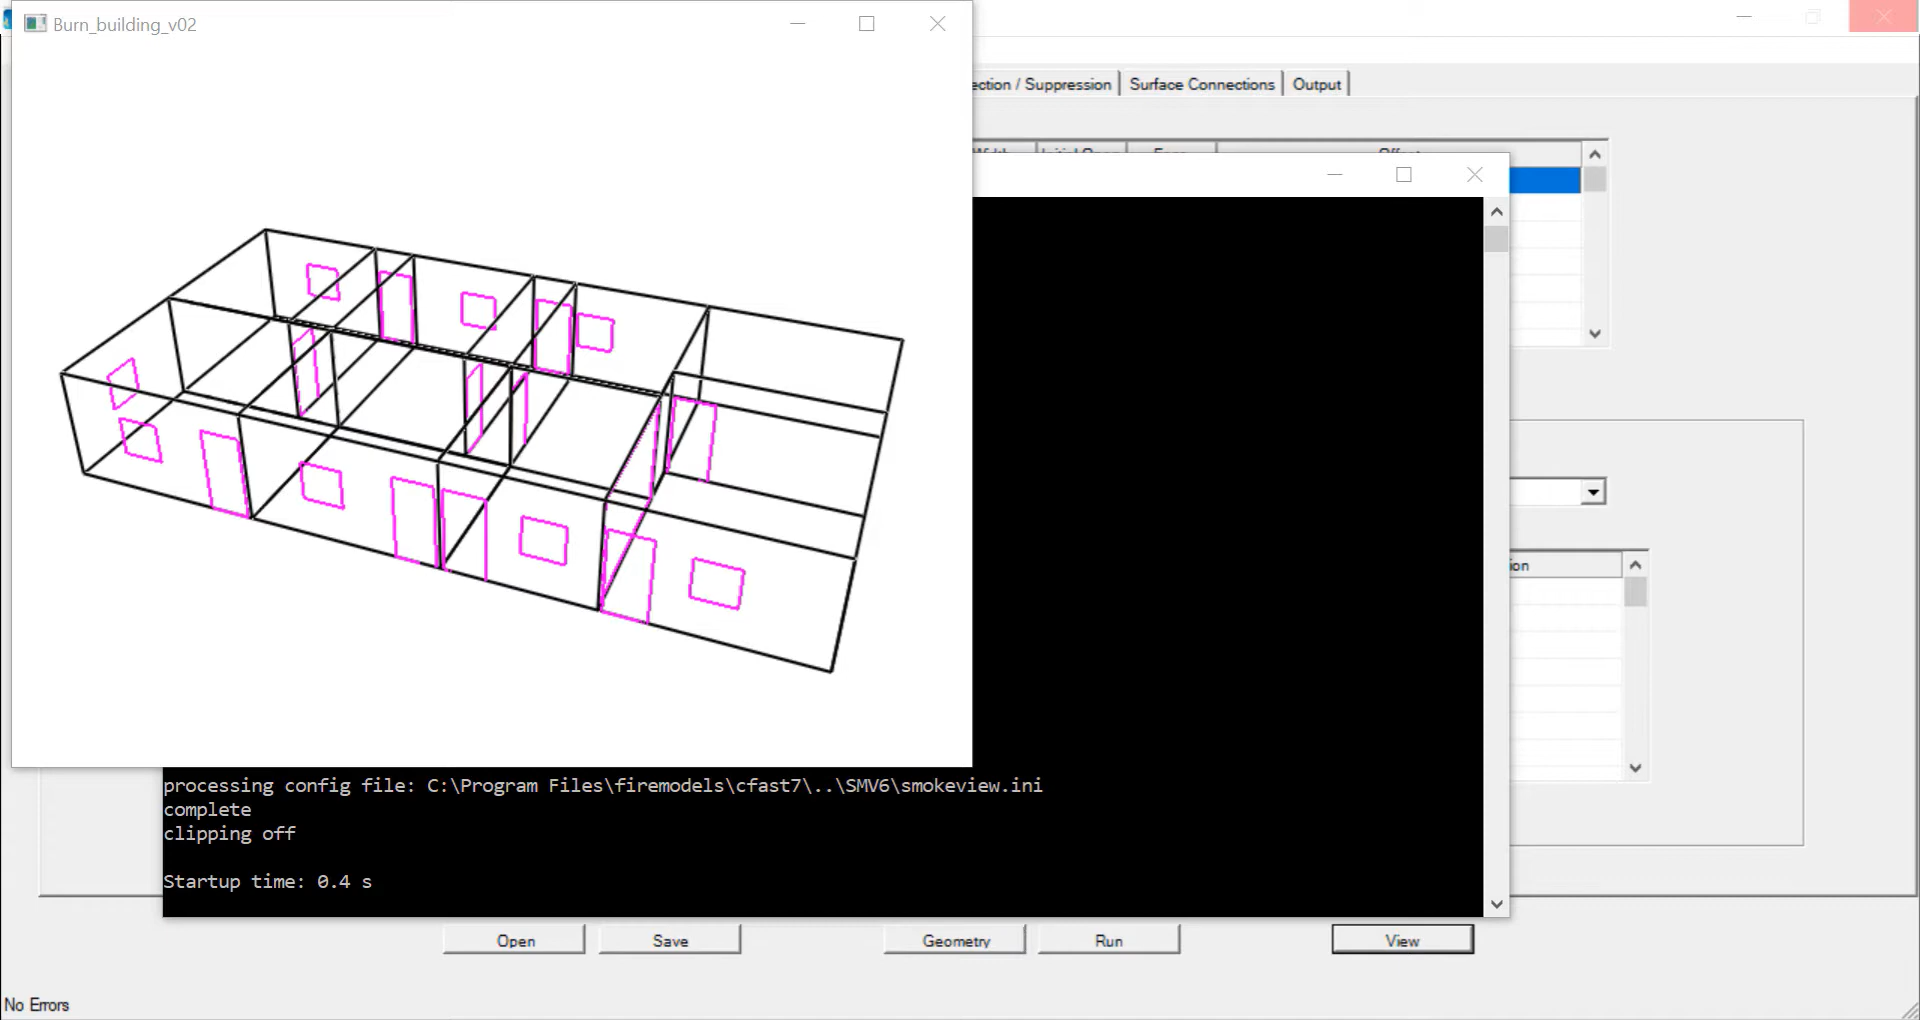 Burn_building_v02
ection / Suppression
Surface Connections
Output
processing config file: C:\Program Files\firemodels\cfast7\..\SMV6\smokeview.ini
complete
clipping off
Startup time: 0.4 s
ion
Open
Save
Geometry
Run
View
No Errors